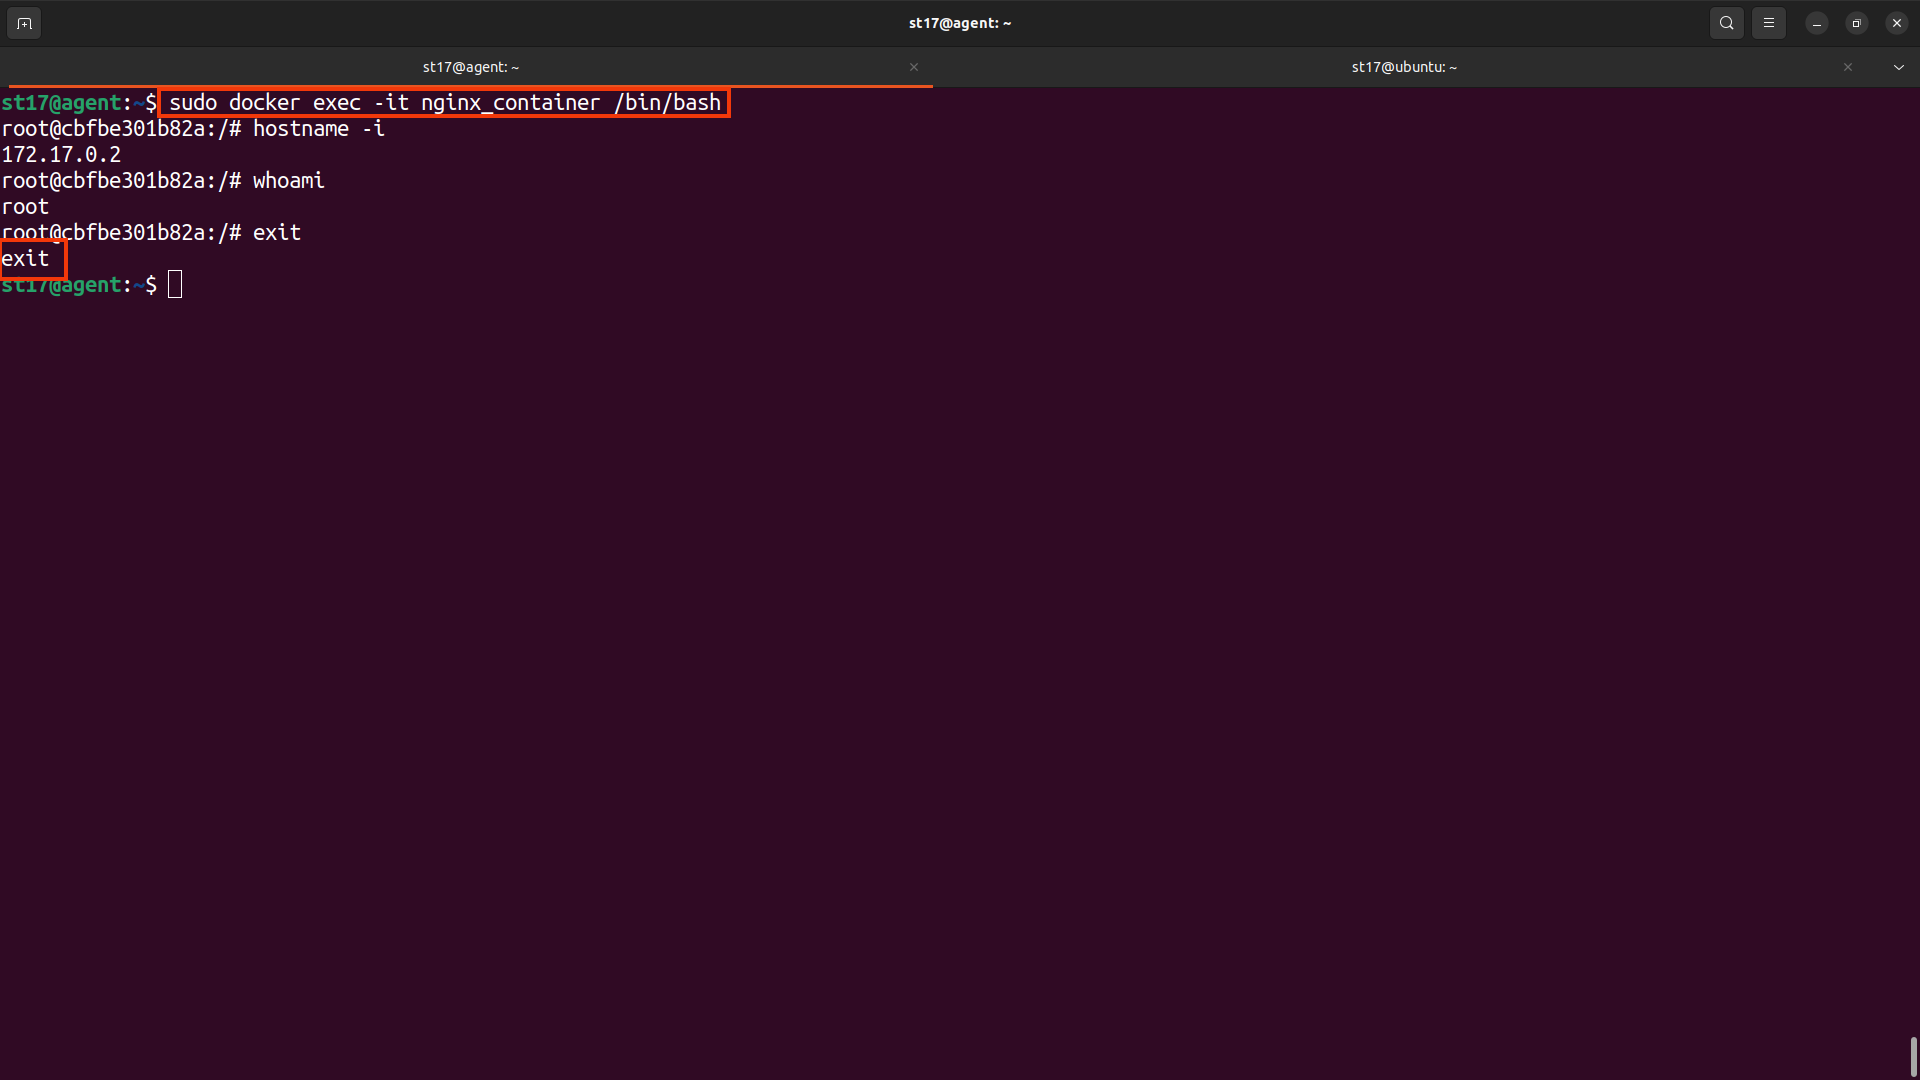 st17@agent: ~
st17@agent: ~
st17@ubuntu: ~
st17@agent:~$ sudo docker exec -it nginx_container /bin/bash
root@cbfbe301b82a:/# hostname -i
172.17.0.2
root@cbfbe301b82a:/# whoami
root
root@cbfbe301b82a:/# exit
exit
st17@agent:~$